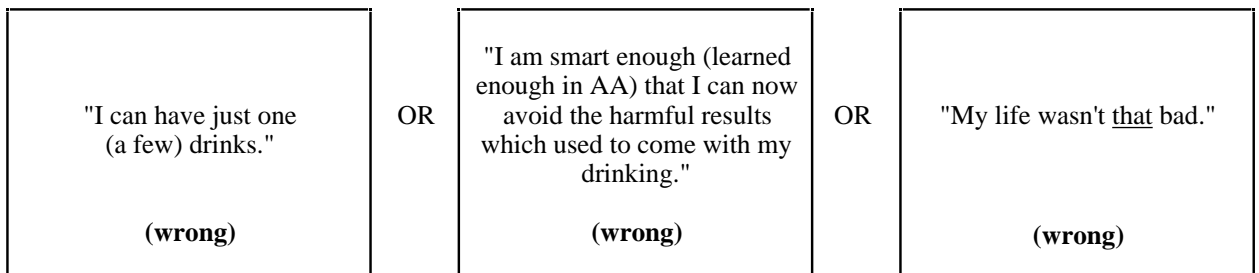 "I can have just one
(a few) drinks."
(wrong)
OR
"I am smart enough (learned
enough in AA) that I can now
avoid the harmful results
which used to come with my
drinking."
(wrong)
OR
"My life wasn't that bad."
(wrong)